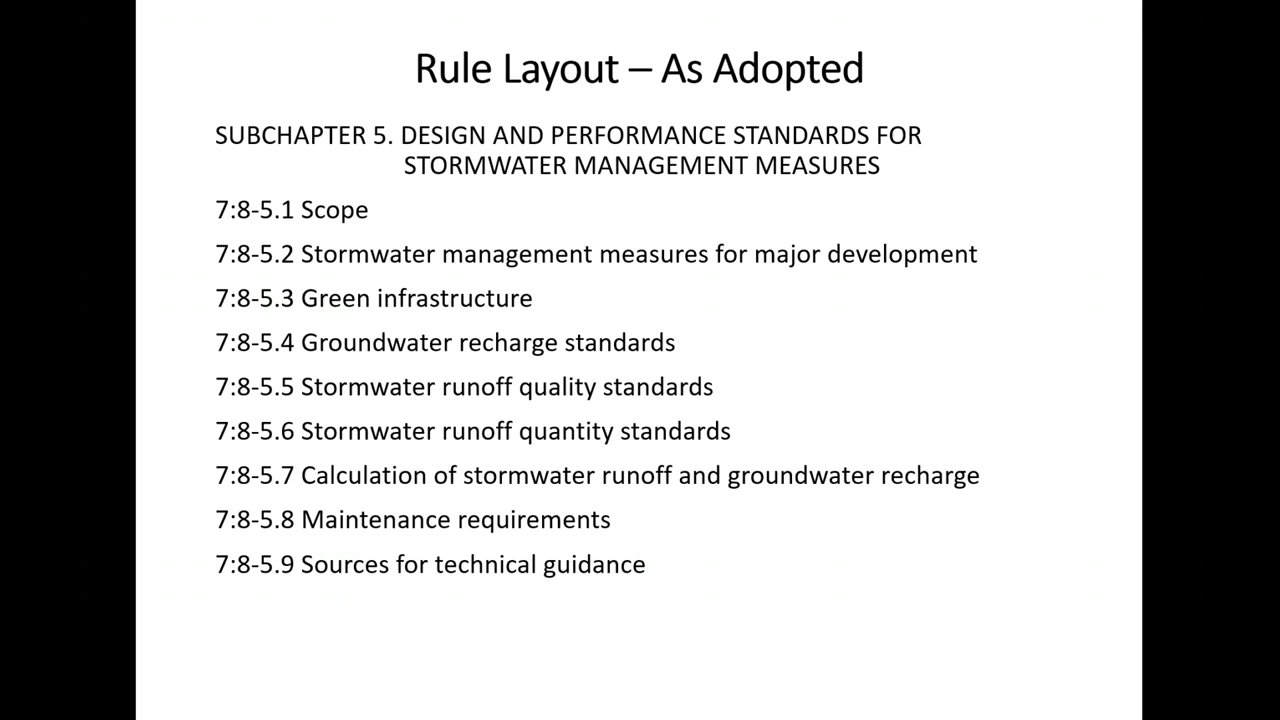 Rule Layout – As Adopted
SUBCHAPTER 5. DESIGN AND PERFORMANCE STANDARDS FOR
STORMWATER MANAGEMENT MEASURES
7:8-5.1 Scope
7:8-5.2 Stormwater management measures for major development
7:8-5.3 Green infrastructure
7:8-5.4 Groundwater recharge standards
7:8-5.5 Stormwater runoff quality standards
7:8-5.6 Stormwater runoff quantity standards
7:8-5.7 Calculation of stormwater runoff and groundwater recharge
7:8-5.8 Maintenance requirements
7:8-5.9 Sources for technical guidance